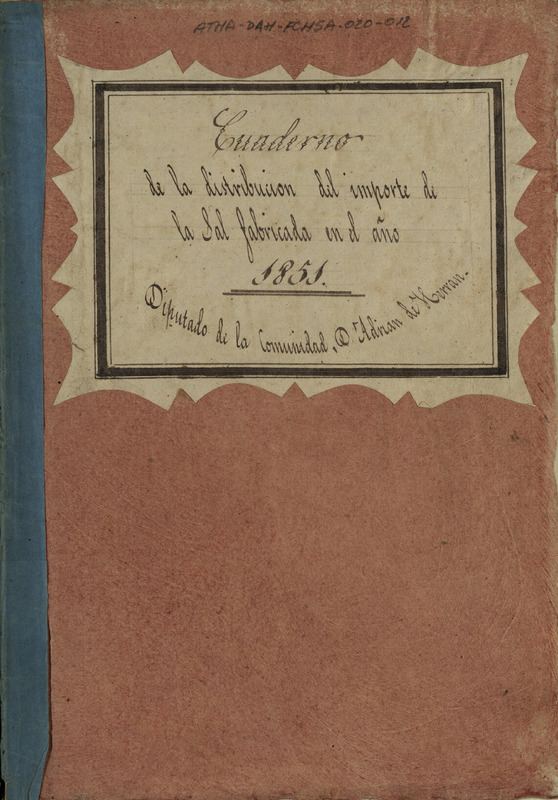 ATHA-DAH-FCHSA-020-012
Cuaderno
de la distribucion del importe de
la Sal fabricada en el año
1851.
Diputado de la Comunidad, D. Adrian de Herran.